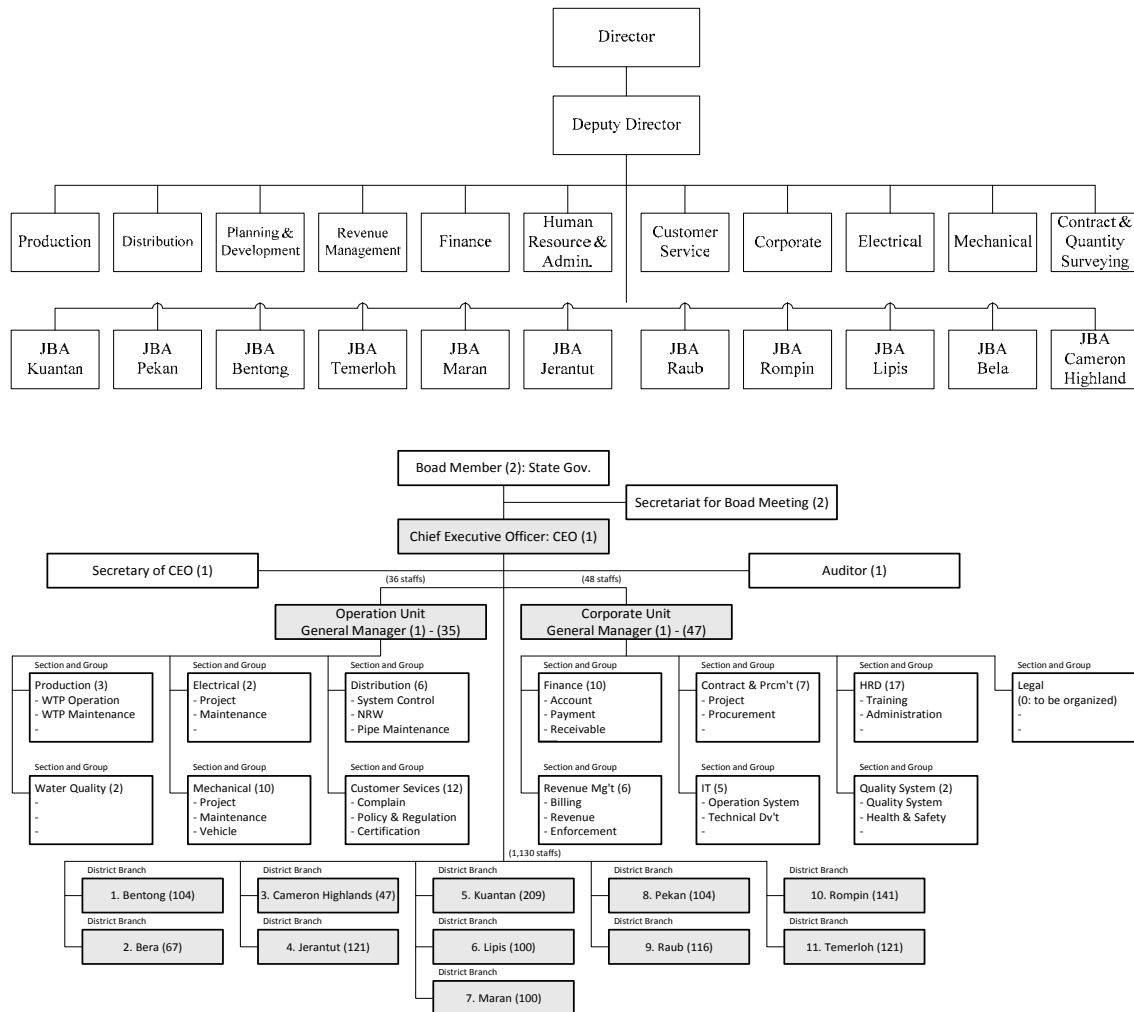 Director
Deputy Director
Production
Distribution
Planning &
Development
Revenue
Management
Finance
Human
Resource &
Admin.
Customer
Service
Corporate
Electrical
Mechanical
Contract &
Quantity
Surveying
JBA
Kuantan
JBA
Pekan
JBA
Bentong
JBA
Temerloh
JBA
Maran
JBA
Jerantut
JBA
Raub
JBA
Rompin
JBA
Lipis
JBA
Bela
JBA
Cameron
Highland
Boad Member (2): State Gov.
Secretariat for Boad Meeting (2)
Chief Executive Officer: CEO (1)
Secretary of CEO (1)
Auditor (1)
(36 staffs)
(48 staffs)
Operation Unit
General Manager (1) - (35)
Corporate Unit
General Manager (1) - (47)
Section and Group
Production (3)
- WTP Operation
- WTP Maintenance
-
Section and Group
Electrical (2)
- Project
- Maintenance
-
Section and Group
Distribution (6)
- System Control
- NRW
- Pipe Maintenance
Section and Group
Finance (10)
- Account
- Payment
- Receivable
Section and Group
Contract & Prcm't (7)
- Project
- Procurement
-
Section and Group
HRD (17)
- Training
- Administration
-
Section and Group
Legal
(0: to be organized)
-
-
Section and Group
Water Quality (2)
-
-
-
Section and Group
Mechanical (10)
- Project
- Maintenance
- Vehicle
Section and Group
Customer Sevices (12)
- Complain
- Policy & Regulation
- Certification
Section and Group
Revenue Mg't (6)
- Billing
- Revenue
- Enforcement
Section and Group
IT (5)
- Operation System
- Technical Dv't
-
Section and Group
Quality System (2)
- Quality System
- Health & Safety
-
(1,130 staffs)
District Branch
1. Bentong (104)
District Branch
3. Cameron Highlands (47)
District Branch
5. Kuantan (209)
District Branch
8. Pekan (104)
District Branch
10. Rompin (141)
District Branch
2. Bera (67)
District Branch
4. Jerantut (121)
District Branch
6. Lipis (100)
District Branch
9. Raub (116)
District Branch
11. Temerloh (121)
District Branch
7. Maran (100)